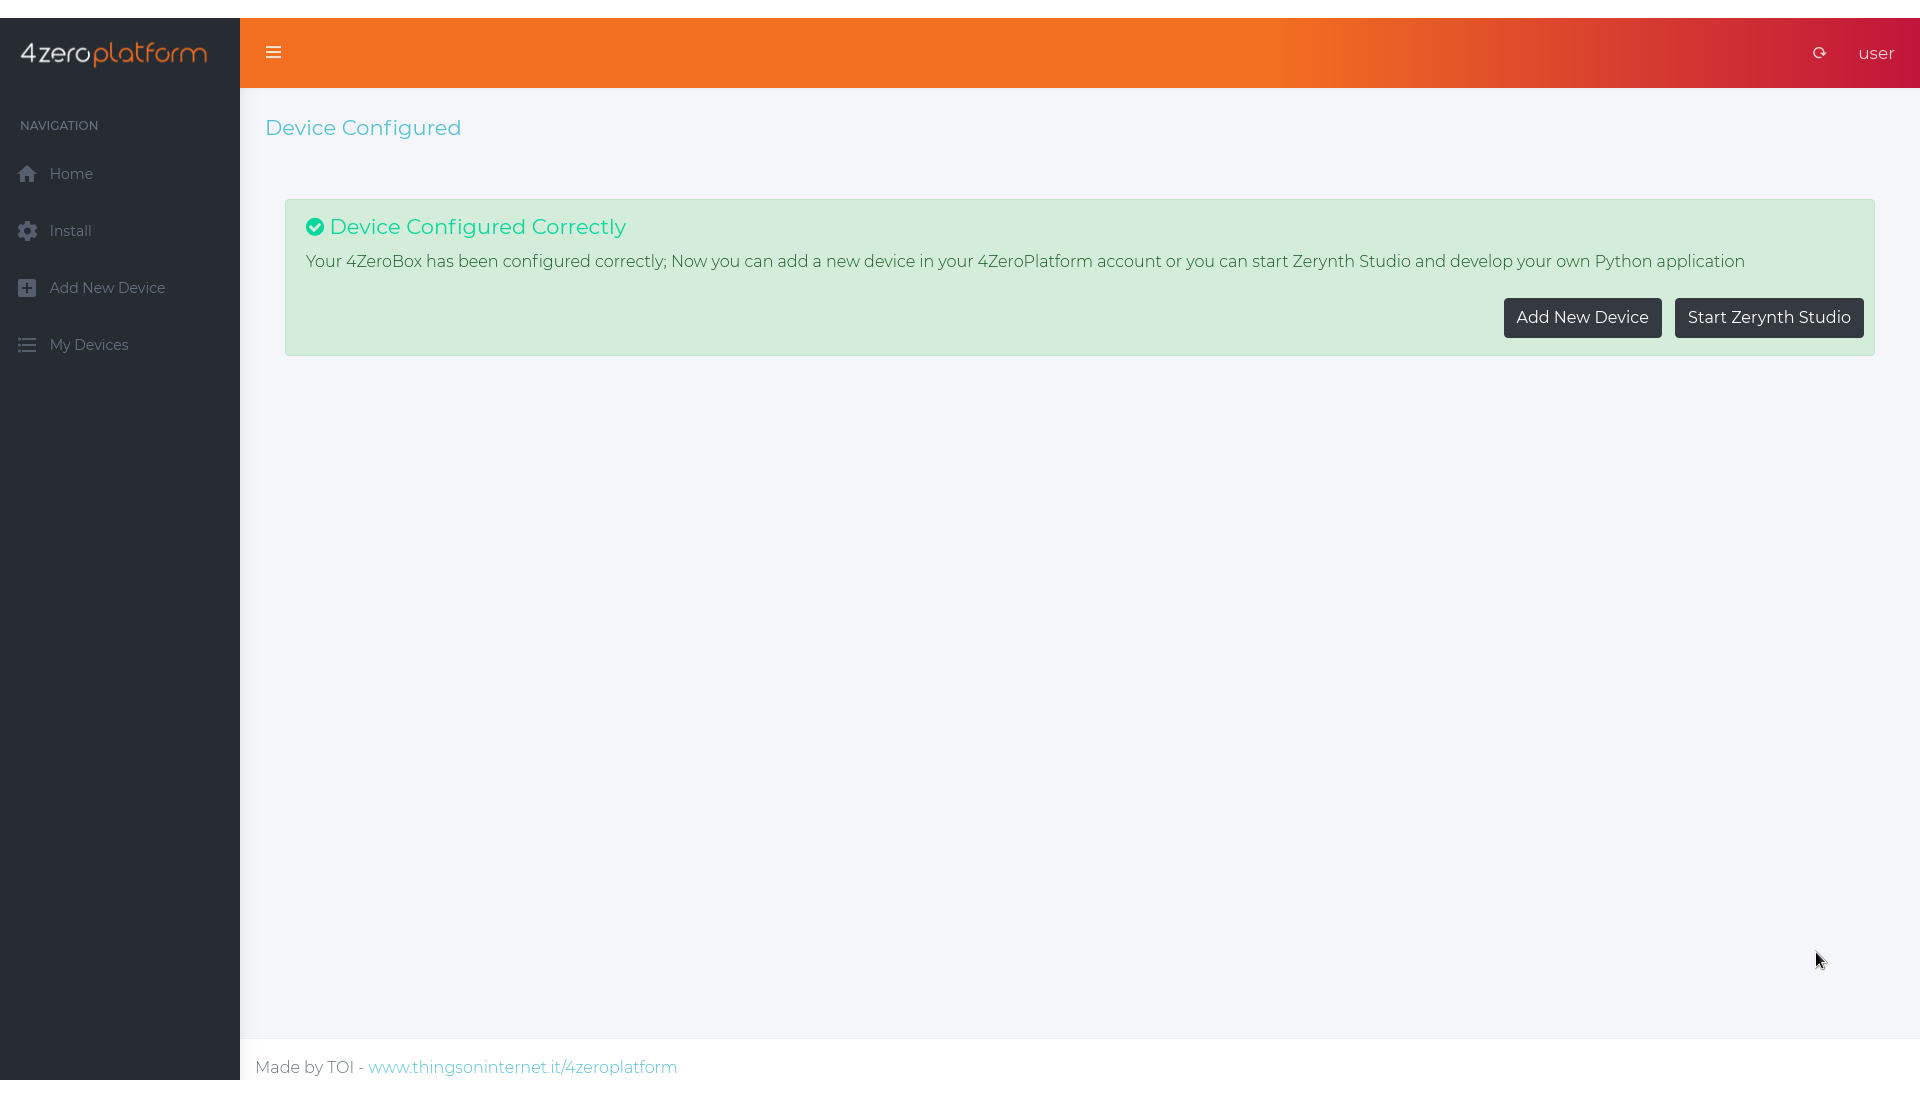 4zeroplatform
user
NAVIGATION
Home
Install
Add New Device
My Devices
Device Configured
Device Configured Correctly
Your 4ZeroBox has been configured correctly; Now you can add a new device in your 4ZeroPlatform account or you can start Zerynth Studio and develop your own Python application
Add New Device
Start Zerynth Studio
Made by TOI - www.thingsoninternet.it/4zeroplatform